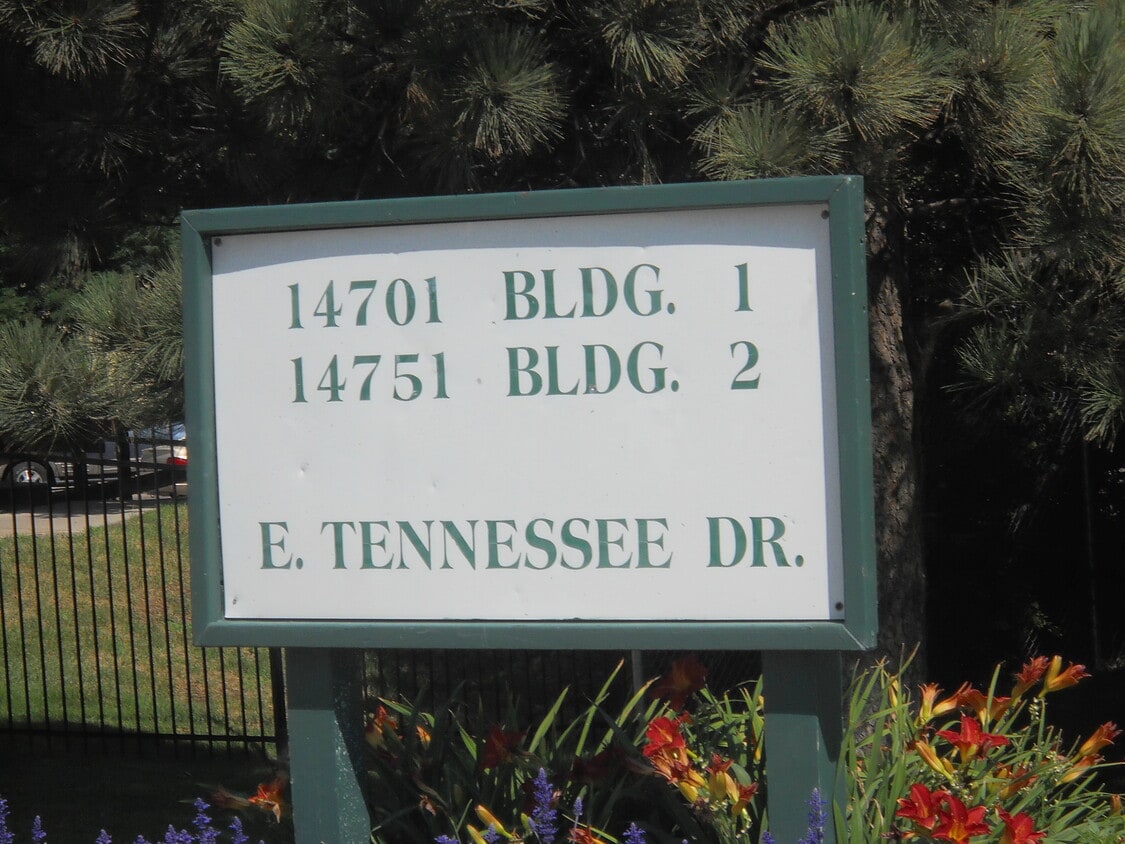 14701 BLDG. 1
14751 BLDG. 2
E. TENNESSEE DR.